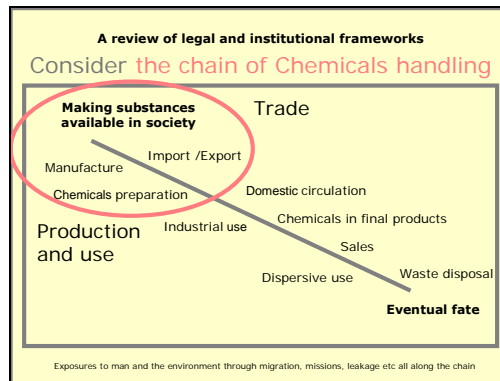 A review of legal and institutional frameworks
Consider the chain of Chemicals handling
Making substances
available in society
Trade
Import /Export
Manufacture
Chemicals preparation
Domestic circulation
Production
and use
Industrial use
Chemicals in final products
Sales
Dispersive use
Waste disposal
Eventual fate
Exposures to man and the environment through migration, missions, leakage etc all along the chain